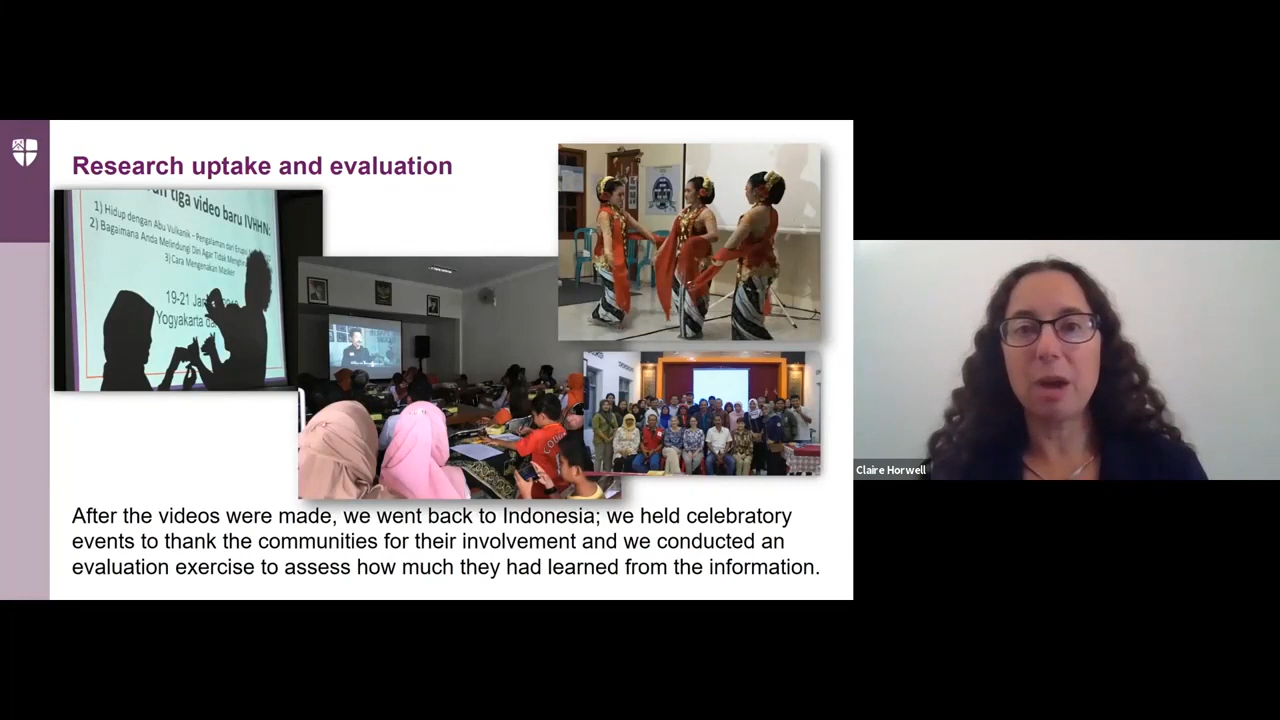 Research uptake and evaluation
tiga video baru IVHHN:
1) Hidup dengan Abu Vulkanik – Pengalaman dari Erupsi
2) Bagaimana Anda Melindungi Diri Agar Tidak
3) Cara Mengenakan Masker
19-21
Yogyakarta
After the videos were made, we went back to Indonesia; we held celebratory
events to thank the communities for their involvement and we conducted an
evaluation exercise to assess how much they had learned from the information.
Claire Horwell